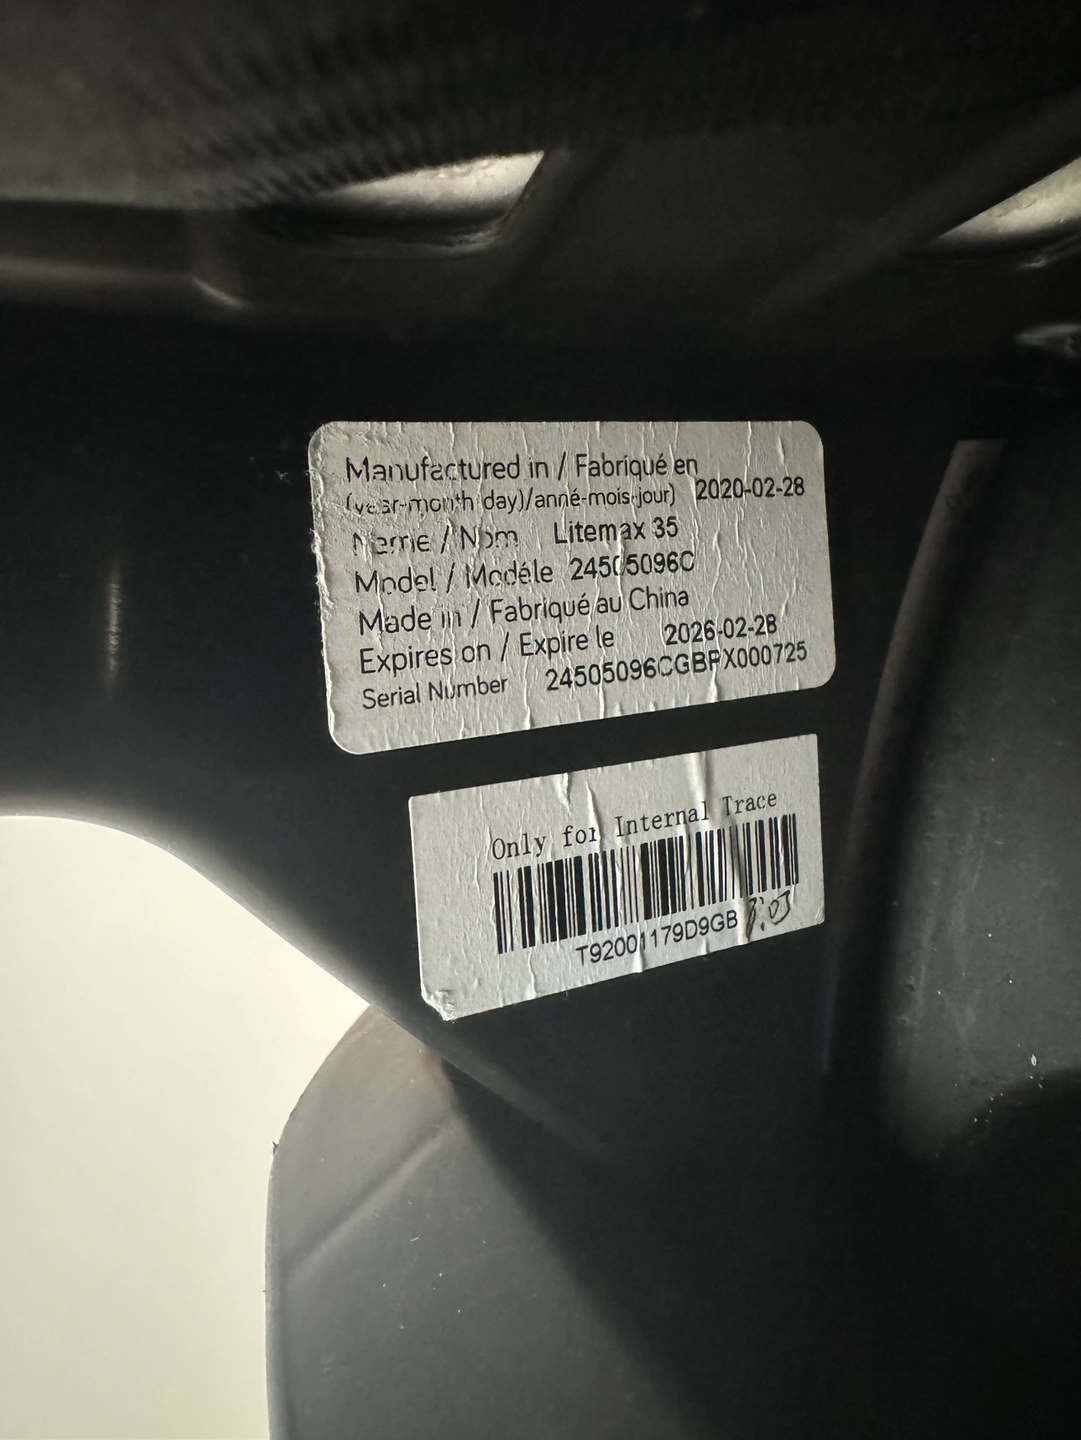 Manufactured in / Fabriqué en
(year-month-day)/anné-mois-jour) 2020-02-28
Name / Nom Litemax 35
Model / Modéle 24505096C
Made in / Fabriqué au China
Expires on / Expire le 2026-02-28
Serial Number 24505096CGBPX000725
Only for Internal Trace
T92001179D9GB